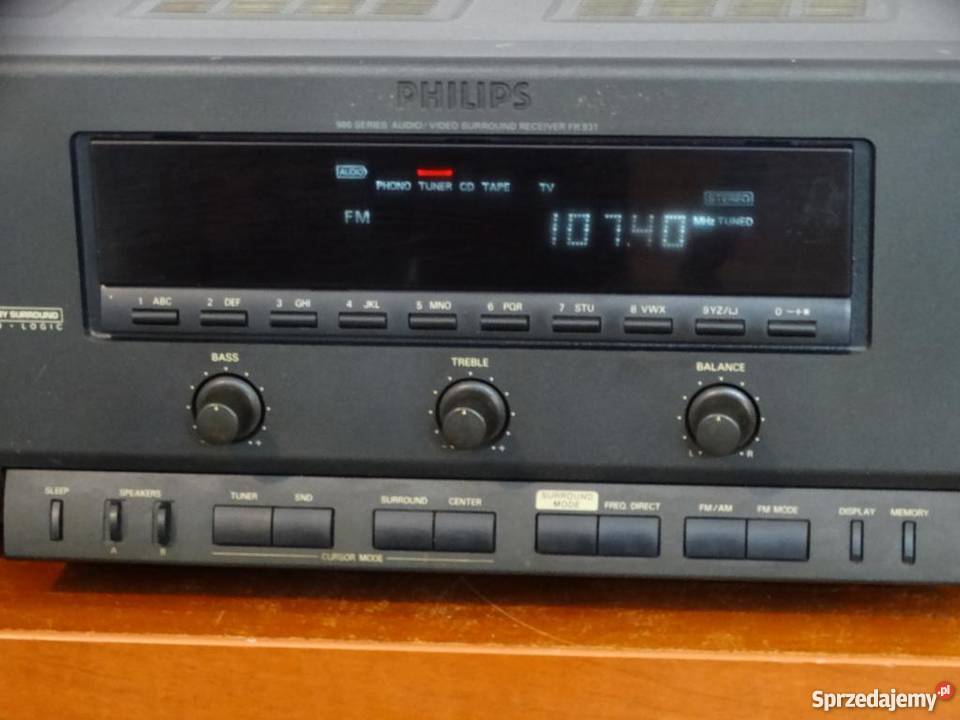 PHILIPS
900 SERIES AUDIO/VIDEO SURROUND RECEIVER FR931
AUDIO
PHONO TUNER CD TAPE TV
STEREO
FM 107.40 MHz TUNED
1 ABC 2 DEF 3 GHI 4 JKL 5 MNO 6 PQR 7 STU 8 VWX 9YZ/⊔ 0 -+*
BY SURROUND
O • LOGIC
BASS TREBLE BALANCE
- + - + L R
SLEEP SPEAKERS TUNER SND SURROUND CENTER SURROUND MODE FREQ. DIRECT FM/AM FM MODE DISPLAY MEMORY
A B
CURSOR MODE
Sprzedajemy.pl